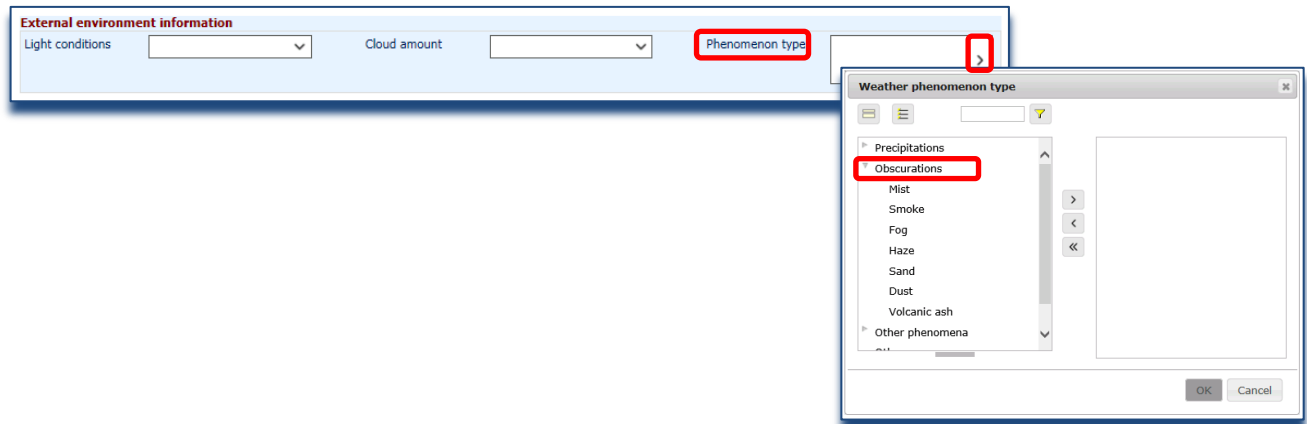 External environment information
Light conditions Cloud amount Phenomenon type
Weather phenomenon type
Precipitations
Obscurations
Mist
Smoke
Fog
Haze
Sand
Dust
Volcanic ash
Other phenomena
OK Cancel